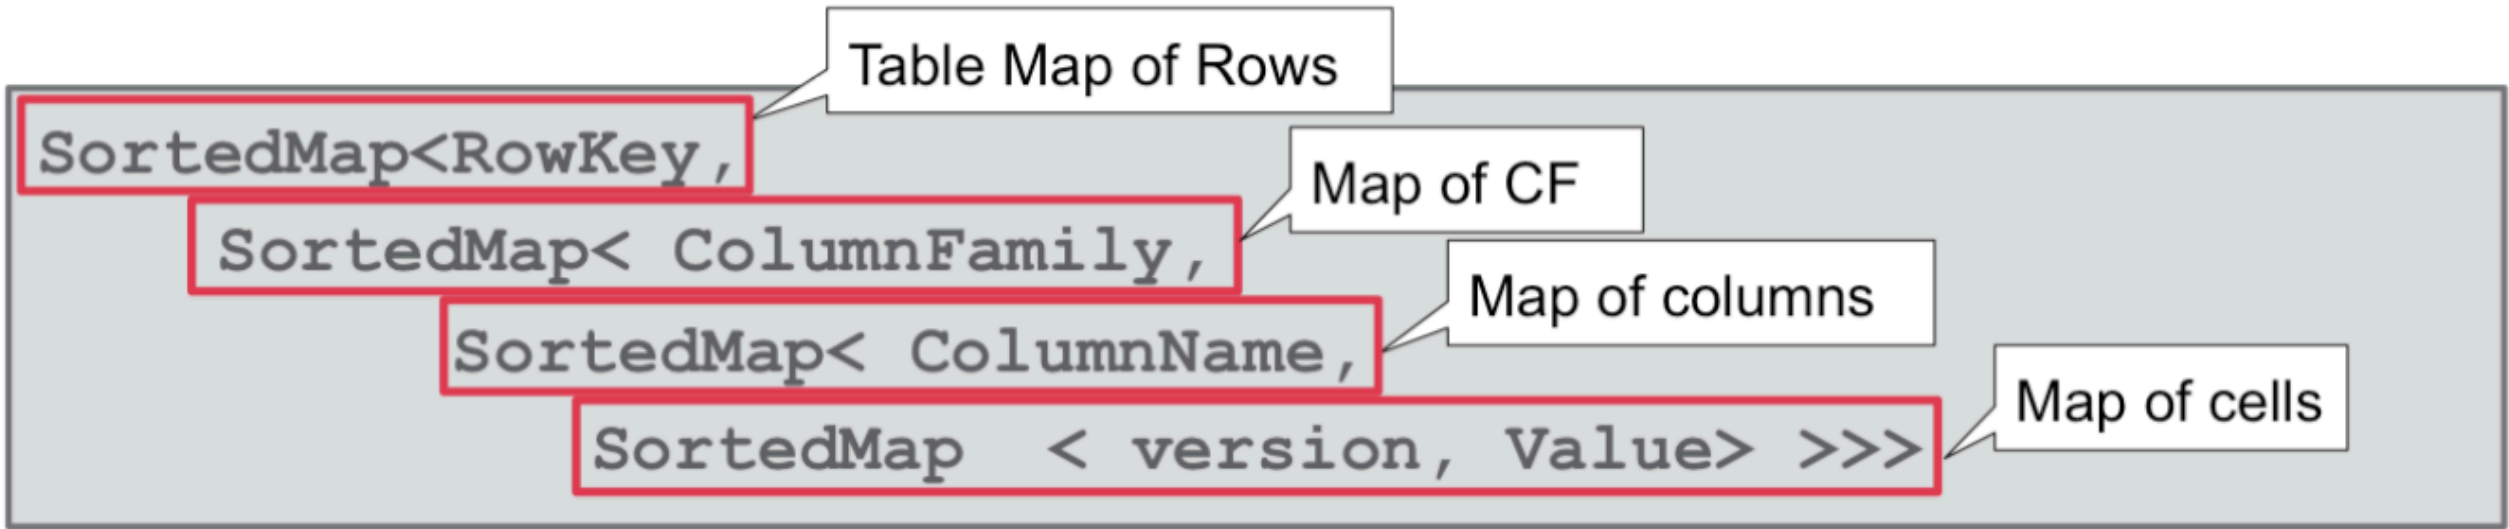 Table Map of Rows
SortedMap<RowKey,
Map of CF
SortedMap< ColumnFamily,
Map of columns
SortedMap< ColumnName,
Map of cells
SortedMap < version, Value> >>>